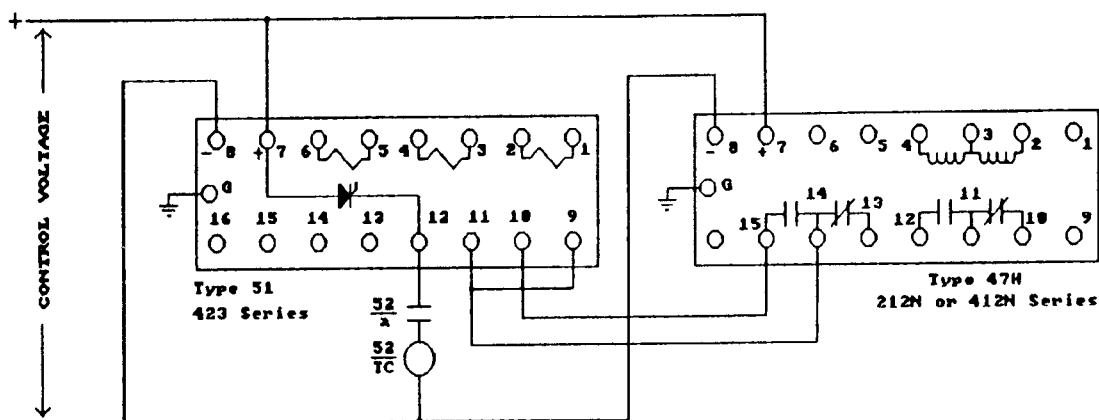 +
CONTROL VOLTAGE
- 8 + 7 6 5 4 3 2 1
G
16 15 14 13 12 11 10 9
Type 51
423 Series
52
a
52
TC
- 8 + 7 6 5 4 3 2 1
G
15 14 13 12 11 10 9
Type 47H
212N or 412N Series